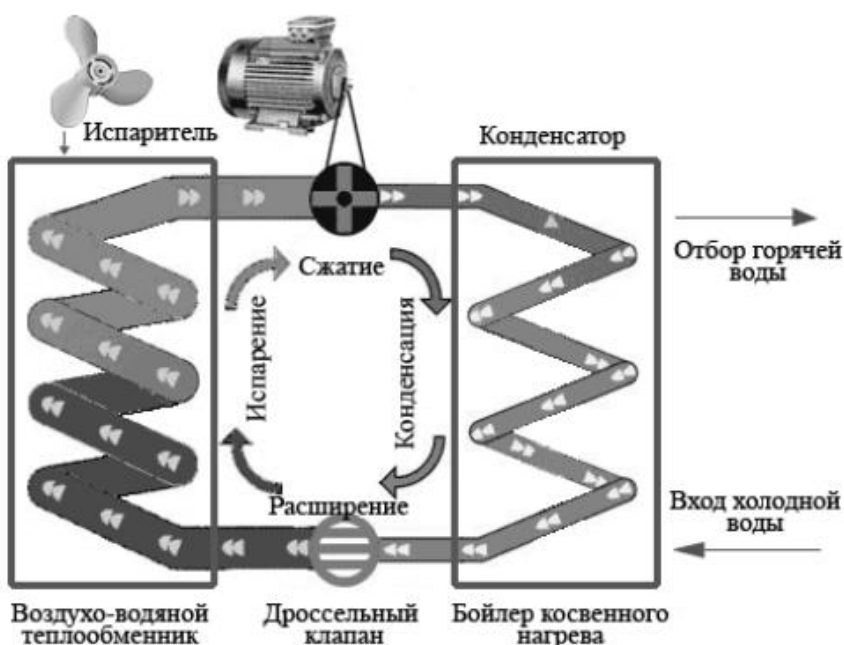 Испаритель
Конденсатор
Отбор горячей
воды
Сжатие
Испарение
Конденсация
Расширение
Вход холодной
воды
Воздухо-водяной
теплообменник
Дроссельный
клапан
Бойлер косвенного
нагрева